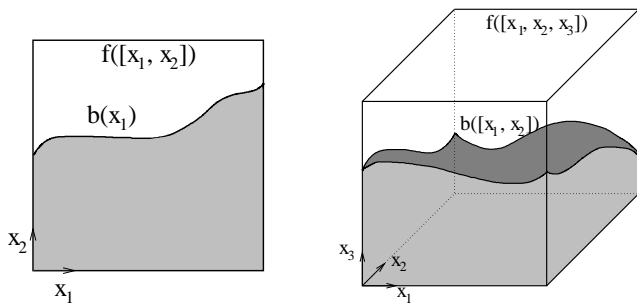 f([x₁, x₂])
b(x₁)
x₂
x₁
f([x₁, x₂, x₃])
b([x₁, x₂])
x₃
x₂
x₁